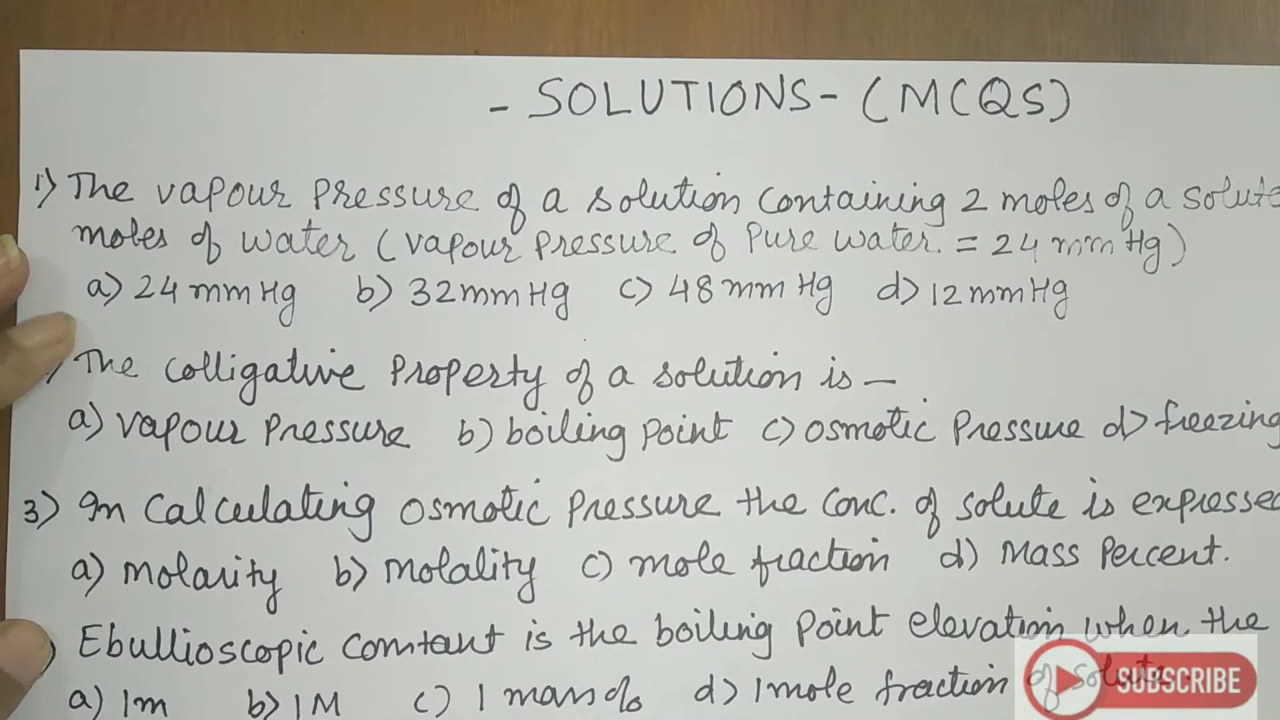 - SOLUTIONS - (MCQS)
1) The vapour pressure of a solution containing 2 moles of a solute
moles of water (vapour pressure of pure water. = 24 mm Hg)
a) 24 mm Hg b) 32 mm Hg c) 48 mm Hg d) 12 mm Hg
The colligative property of a solution is —
a) vapour pressure b) boiling point c) osmotic pressure d) freezing
3) In calculating osmotic pressure the conc. of solute is expressed
a) molarity b) molality c) mole fraction d) Mass percent.
Ebullioscopic constant is the boiling point elevation when the
a) 1m b) 1M c) 1 mass% d) 1 mole fraction of solute.
SUBSCRIBE